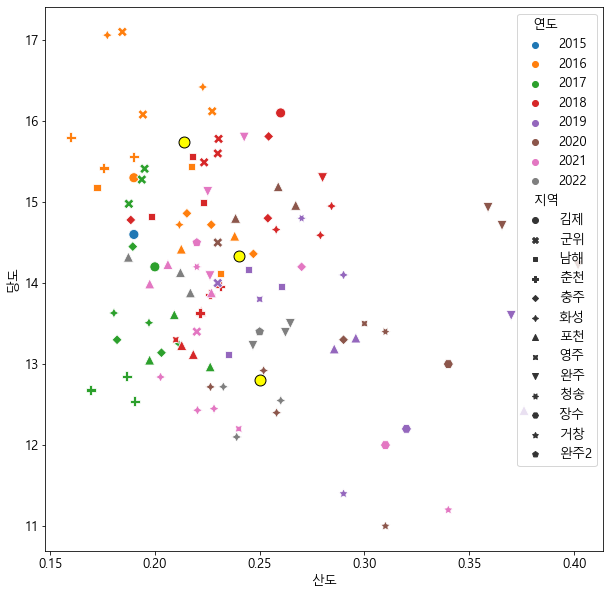 연도
2015
2016
2017
2018
2019
2020
2021
2022
지역
김제
군위
남해
춘천
충주
화성
포천
영주
완주
청송
장수
거창
완주2
당도
17
16
15
14
13
12
11
0.15
0.20
0.25
0.30
0.35
0.40
산도